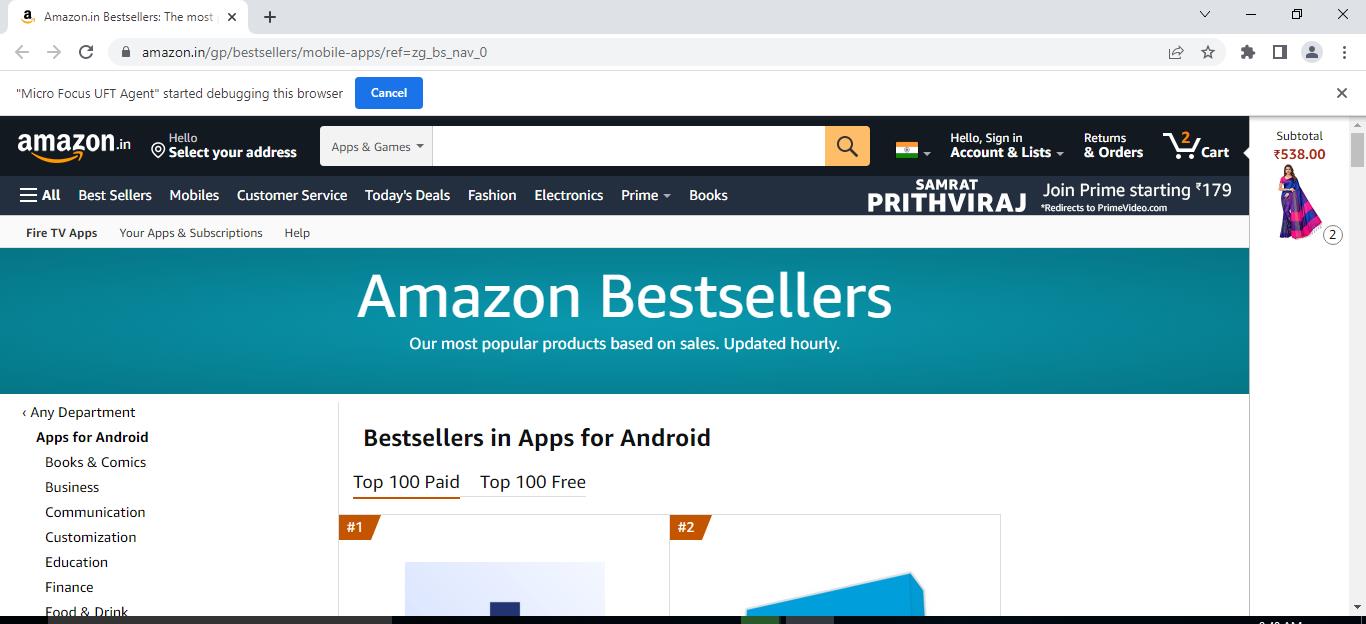 Amazon.in Bestsellers: The most
amazon.in/gp/bestsellers/mobile-apps/ref=zg_bs_nav_0
"Micro Focus UFT Agent" started debugging this browser
Cancel
amazon.in
Hello
Select your address
Apps & Games
Hello, Sign in
Account & Lists
Returns
& Orders
2
Cart
Subtotal
₹538.00
2
All
Best Sellers
Mobiles
Customer Service
Today's Deals
Fashion
Electronics
Prime
Books
SAMRAT
PRITHVIRAJ
Join Prime starting ₹179
*Redirects to PrimeVideo.com
Fire TV Apps
Your Apps & Subscriptions
Help
Amazon Bestsellers
Our most popular products based on sales. Updated hourly.
‹ Any Department
Apps for Android
Books & Comics
Business
Communication
Customization
Education
Finance
Food & Drink
Bestsellers in Apps for Android
Top 100 Paid
Top 100 Free
#1
#2